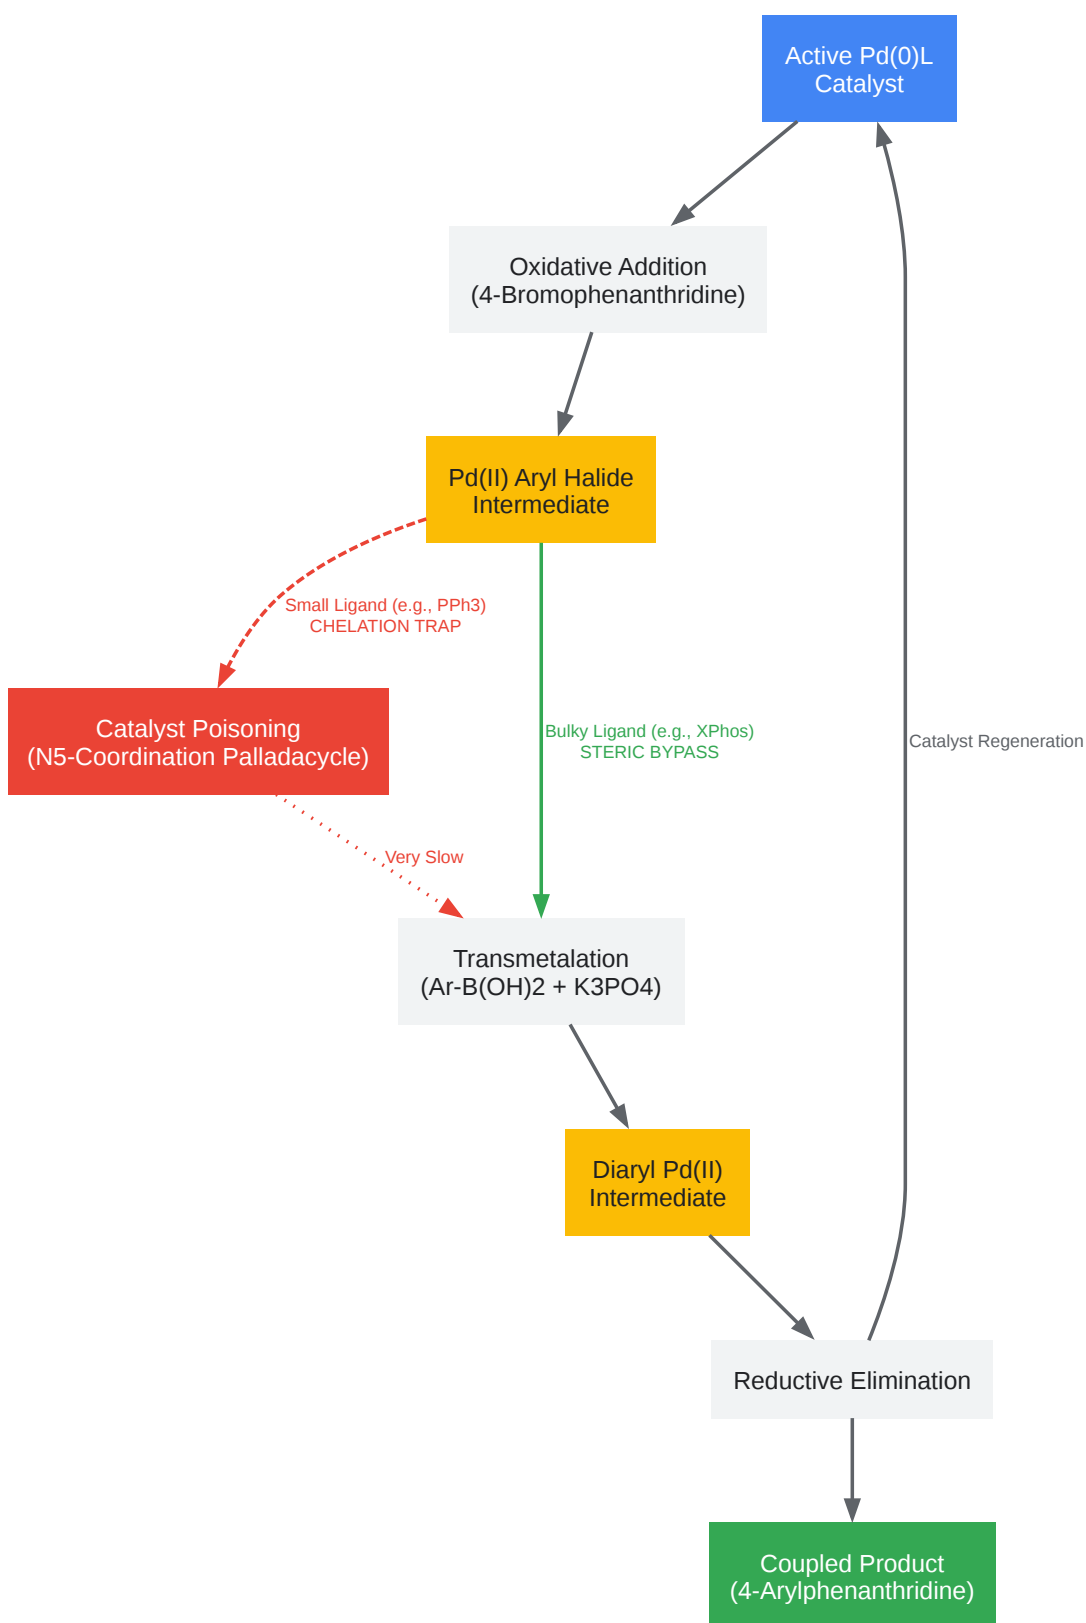 Active Pd(0)L
Catalyst
Oxidative Addition
(4-Bromophenanthridine)
Pd(II) Aryl Halide
Intermediate
Small Ligand (e.g., PPh3)
CHELATION TRAP
Catalyst Poisoning
(N5-Coordination Palladacycle)
Bulky Ligand (e.g., XPhos)
STERIC BYPASS
Catalyst Regeneration
Very Slow
Transmetalation
(Ar-B(OH)2 + K3PO4)
Diaryl Pd(II)
Intermediate
Reductive Elimination
Coupled Product
(4-Arylphenanthridine)